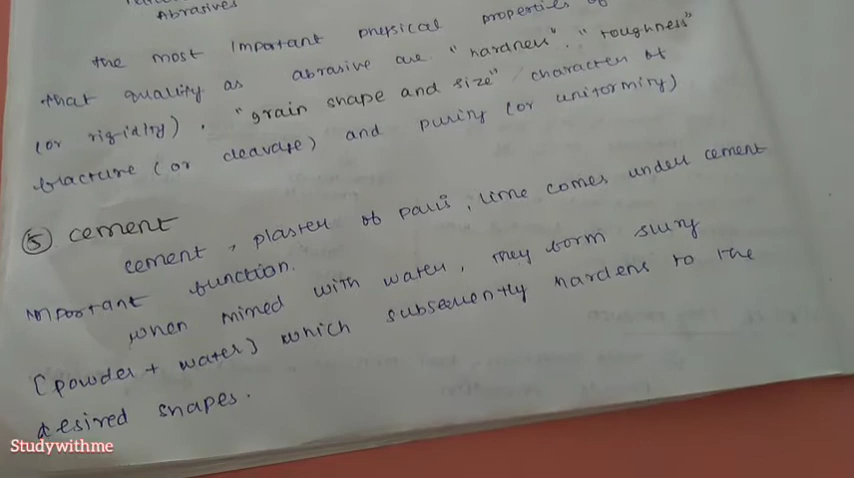 Abrasives
the most important physical properties of
that quality as abrasive are "hardness". "roughness"
(or rigidity). "grain shape and size" character of
fracture (or cleavage) and purity (or uniformity)
⑤ cement
cement, plaster of paris, lime comes under cement
important function.
when mixed with water, they form slurry
[powder + water] which subsequently hardens to the
desired shapes.
Studywithme